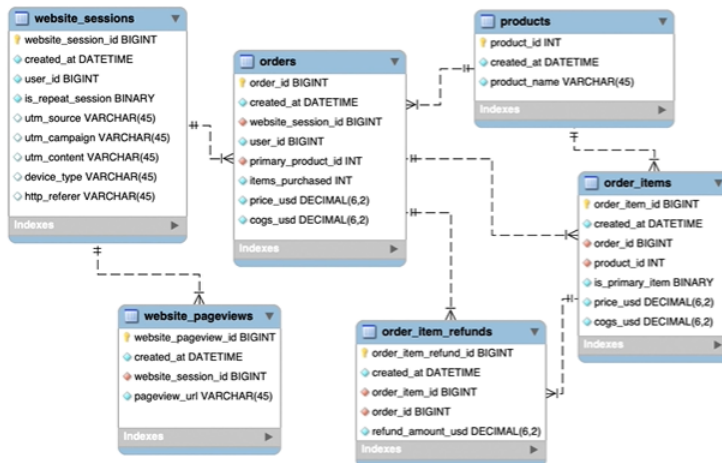 website_sessions
website_session_id BIGINT
created_at DATETIME
user_id BIGINT
is_repeat_session BINARY
utm_source VARCHAR(45)
utm_campaign VARCHAR(45)
utm_content VARCHAR(45)
device_type VARCHAR(45)
http_referer VARCHAR(45)
Indexes
orders
order_id BIGINT
created_at DATETIME
website_session_id BIGINT
user_id BIGINT
primary_product_id INT
items_purchased INT
price_usd DECIMAL(6,2)
cogs_usd DECIMAL(6,2)
Indexes
products
product_id INT
created_at DATETIME
product_name VARCHAR(45)
Indexes
order_items
order_item_id BIGINT
created_at DATETIME
order_id BIGINT
product_id INT
is_primary_item BINARY
price_usd DECIMAL(6,2)
cogs_usd DECIMAL(6,2)
Indexes
website_pageviews
website_pageview_id BIGINT
created_at DATETIME
website_session_id BIGINT
pageview_url VARCHAR(45)
Indexes
order_item_refunds
order_item_refund_id BIGINT
created_at DATETIME
order_item_id BIGINT
order_id BIGINT
refund_amount_usd DECIMAL(6,2)
Indexes